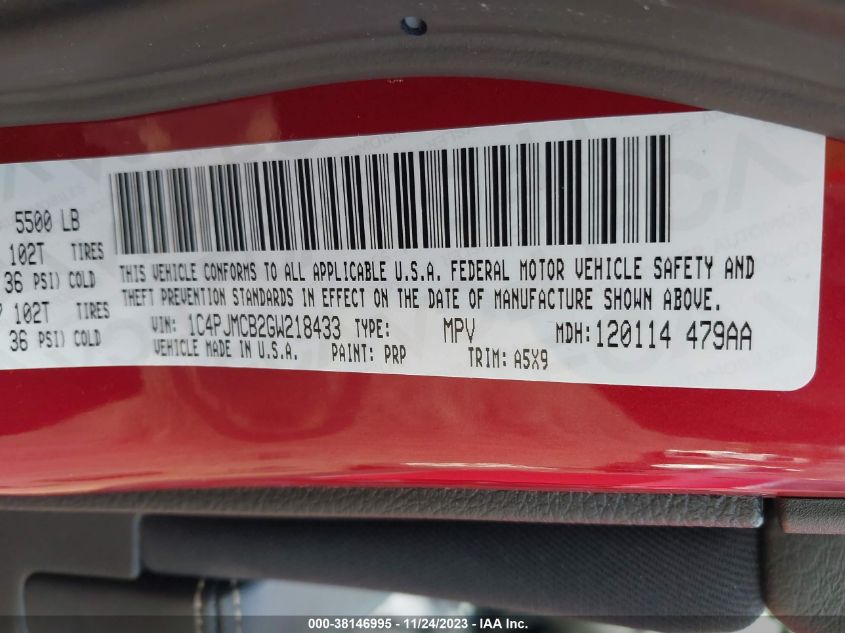 5500 LB
102T TIRES
36 PSI) COLD
102T TIRES
36 PSI) COLD
THIS VEHICLE CONFORMS TO ALL APPLICABLE U.S.A. FEDERAL MOTOR VEHICLE SAFETY AND
THEFT PREVENTION STANDARDS IN EFFECT ON THE DATE OF MANUFACTURE SHOWN ABOVE.
VIN: 1C4PJMCB2GW218433 TYPE: MPV MDH: 120114 479AA
VEHICLE MADE IN U.S.A. PAINT: PRP TRIM: A5X9
000-38146995 - 11/24/2023 - IAA Inc.